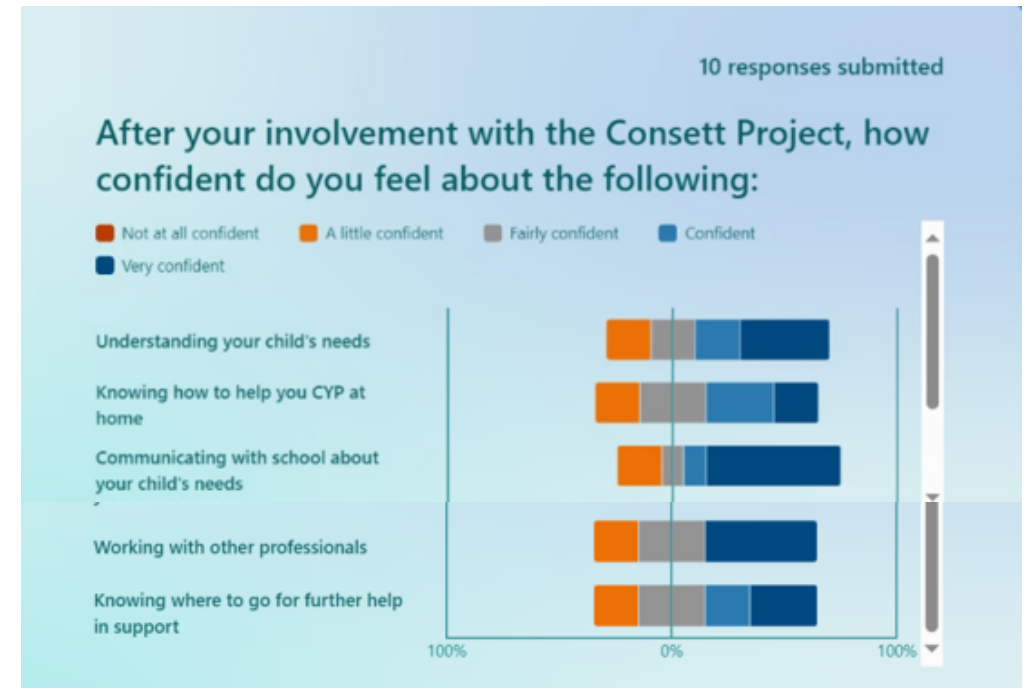 10 responses submitted
After your involvement with the Consett Project, how
confident do you feel about the following:
Not at all confident
A little confident
Fairly confident
Confident
Very confident
Understanding your child's needs
Knowing how to help you CYP at
home
Communicating with school about
your child's needs
Working with other professionals
Knowing where to go for further help
in support
100%
0%
100%